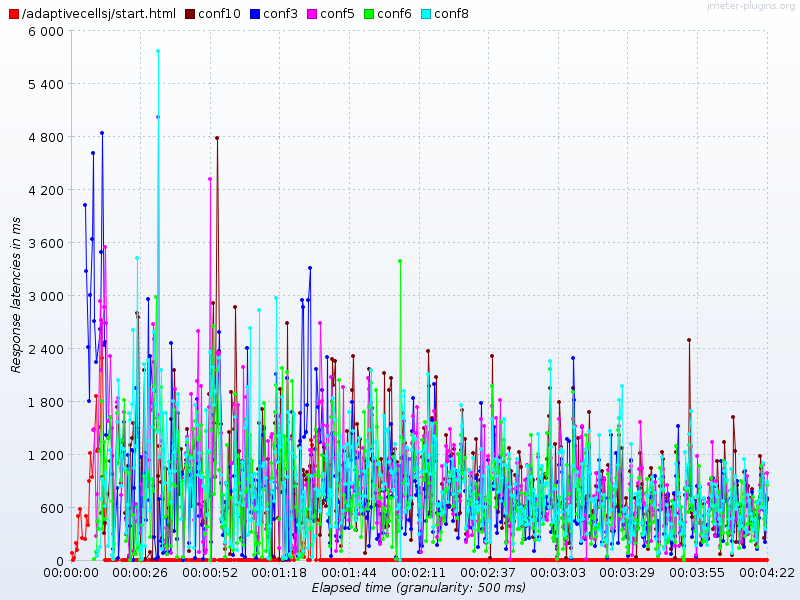 jmeter-plugins.org
/adaptivecellsj/start.html conf10 conf3 conf5 conf6 conf8
6 000
5 400
4 800
4 200
3 600
3 000
2 400
1 800
1 200
600
0
Response latencies in ms
00:00:00 00:00:26 00:00:52 00:01:18 00:01:44 00:02:11 00:02:37 00:03:03 00:03:29 00:03:55 00:04:22
Elapsed time (granularity: 500 ms)